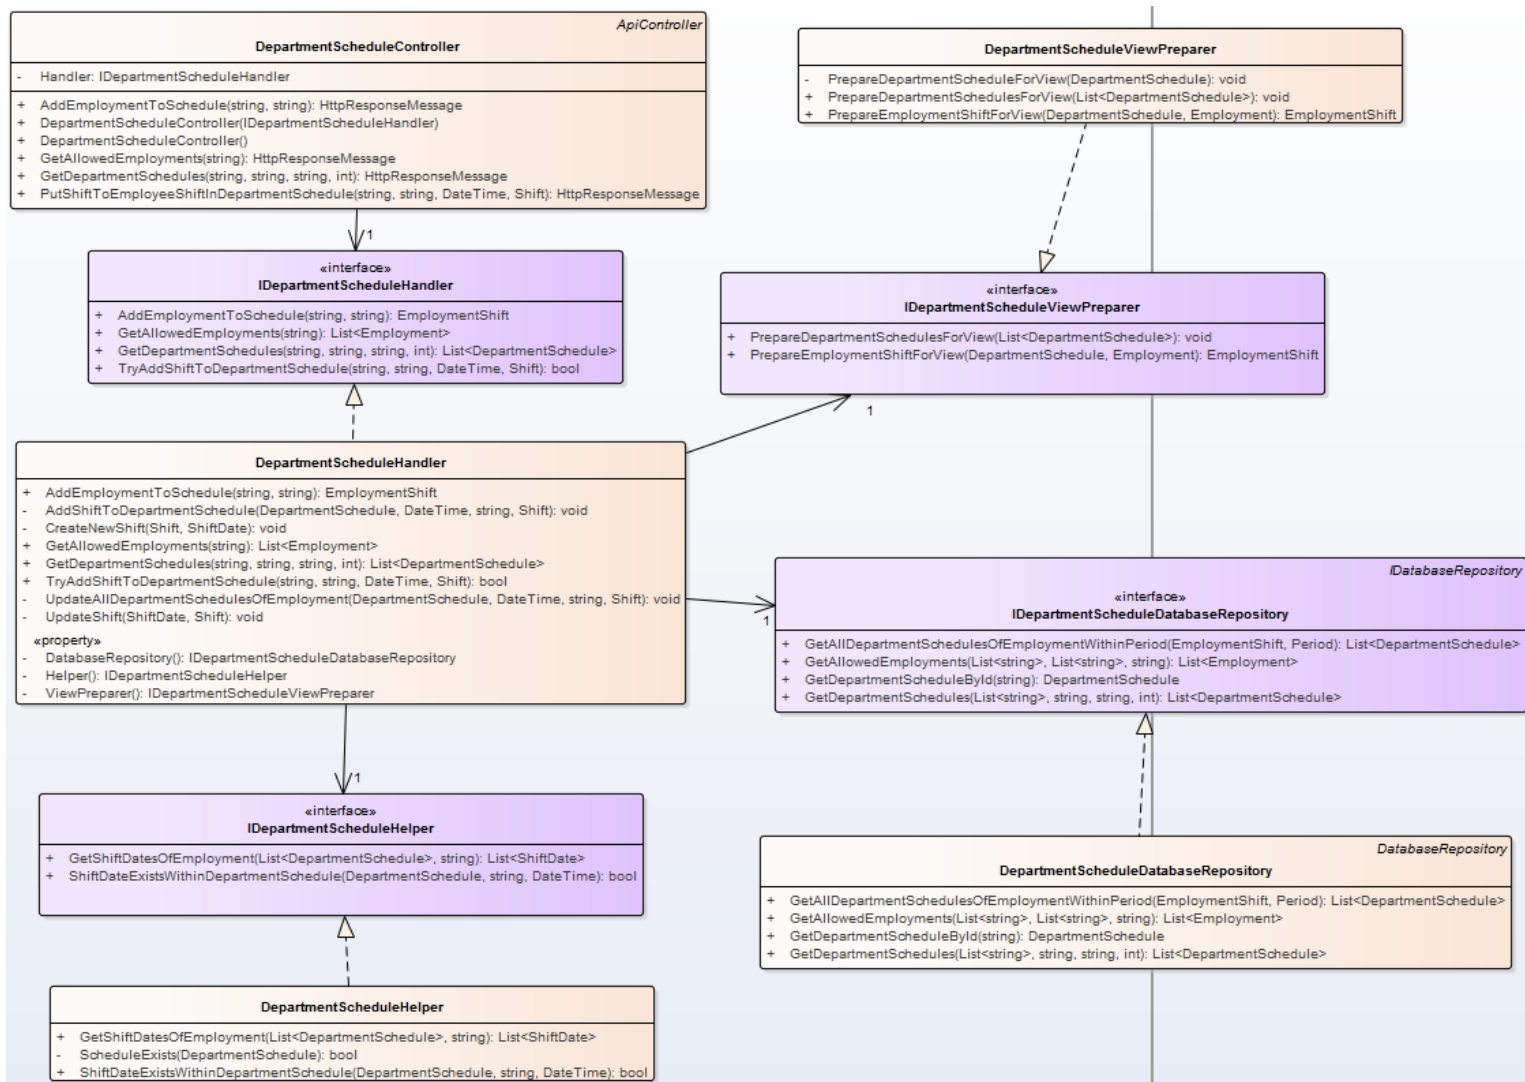 ApiController
DepartmentScheduleController
- Handler: IDepartmentScheduleHandler
+ AddEmploymentToSchedule(string, string): HttpResponseMessage
+ DepartmentScheduleController(IDepartmentScheduleHandler)
+ DepartmentScheduleController()
+ GetAllowedEmployments(string): HttpResponseMessage
+ GetDepartmentSchedules(string, string, string, int): HttpResponseMessage
+ PutShiftToEmployeeShiftInDepartmentSchedule(string, string, DateTime, Shift): HttpResponseMessage
1
«interface»
IDepartmentScheduleHandler
+ AddEmploymentToSchedule(string, string): EmploymentShift
+ GetAllowedEmployments(string): List<Employment>
+ GetDepartmentSchedules(string, string, string, int): List<DepartmentSchedule>
+ TryAddShiftToDepartmentSchedule(string, string, DateTime, Shift): bool
DepartmentScheduleHandler
+ AddEmploymentToSchedule(string, string): EmploymentShift
- AddShiftToDepartmentSchedule(DepartmentSchedule, DateTime, string, Shift): void
- CreateNewShift(Shift, ShiftDate): void
+ GetAllowedEmployments(string): List<Employment>
+ GetDepartmentSchedules(string, string, string, int): List<DepartmentSchedule>
+ TryAddShiftToDepartmentSchedule(string, string, DateTime, Shift): bool
- UpdateAllDepartmentSchedulesOfEmployment(DepartmentSchedule, DateTime, string, Shift): void
- UpdateShift(ShiftDate, Shift): void
«property»
- DatabaseRepository(): IDepartmentScheduleDatabaseRepository
- Helper(): IDepartmentScheduleHelper
- ViewPreparer(): IDepartmentScheduleViewPreparer
1
«interface»
IDepartmentScheduleHelper
+ GetShiftDatesOfEmployment(List<DepartmentSchedule>, string): List<ShiftDate>
+ ShiftDateExistsWithinDepartmentSchedule(DepartmentSchedule, string, DateTime): bool
DepartmentScheduleHelper
+ GetShiftDatesOfEmployment(List<DepartmentSchedule>, string): List<ShiftDate>
- ScheduleExists(DepartmentSchedule): bool
+ ShiftDateExistsWithinDepartmentSchedule(DepartmentSchedule, string, DateTime): bool
DepartmentScheduleViewPreparer
- PrepareDepartmentScheduleForView(DepartmentSchedule): void
+ PrepareDepartmentSchedulesForView(List<DepartmentSchedule>): void
+ PrepareEmploymentShiftForView(DepartmentSchedule, Employment): EmploymentShift
«interface»
IDepartmentScheduleViewPreparer
+ PrepareDepartmentSchedulesForView(List<DepartmentSchedule>): void
+ PrepareEmploymentShiftForView(DepartmentSchedule, Employment): EmploymentShift
1
1
IDatabaseRepository
«interface»
IDepartmentScheduleDatabaseRepository
+ GetAllDepartmentSchedulesOfEmploymentWithinPeriod(EmploymentShift, Period): List<DepartmentSchedule>
+ GetAllowedEmployments(List<string>, List<string>, string): List<Employment>
+ GetDepartmentScheduleById(string): DepartmentSchedule
+ GetDepartmentSchedules(List<string>, string, string, int): List<DepartmentSchedule>
DatabaseRepository
DepartmentScheduleDatabaseRepository
+ GetAllDepartmentSchedulesOfEmploymentWithinPeriod(EmploymentShift, Period): List<DepartmentSchedule>
+ GetAllowedEmployments(List<string>, List<string>, string): List<Employment>
+ GetDepartmentScheduleById(string): DepartmentSchedule
+ GetDepartmentSchedules(List<string>, string, string, int): List<DepartmentSchedule>